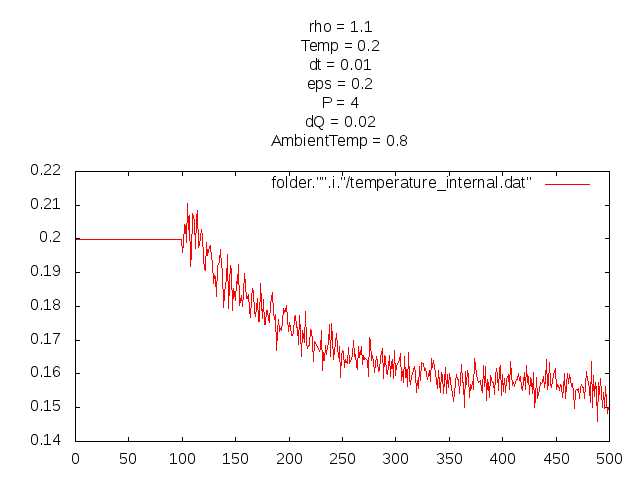 rho = 1.1
Temp = 0.2
dt = 0.01
eps = 0.2
P = 4
dQ = 0.02
AmbientTemp = 0.8
folder."".i."/temperature_internal.dat"
0.22
0.21
0.2
0.19
0.18
0.17
0.16
0.15
0.14
0 50 100 150 200 250 300 350 400 450 500